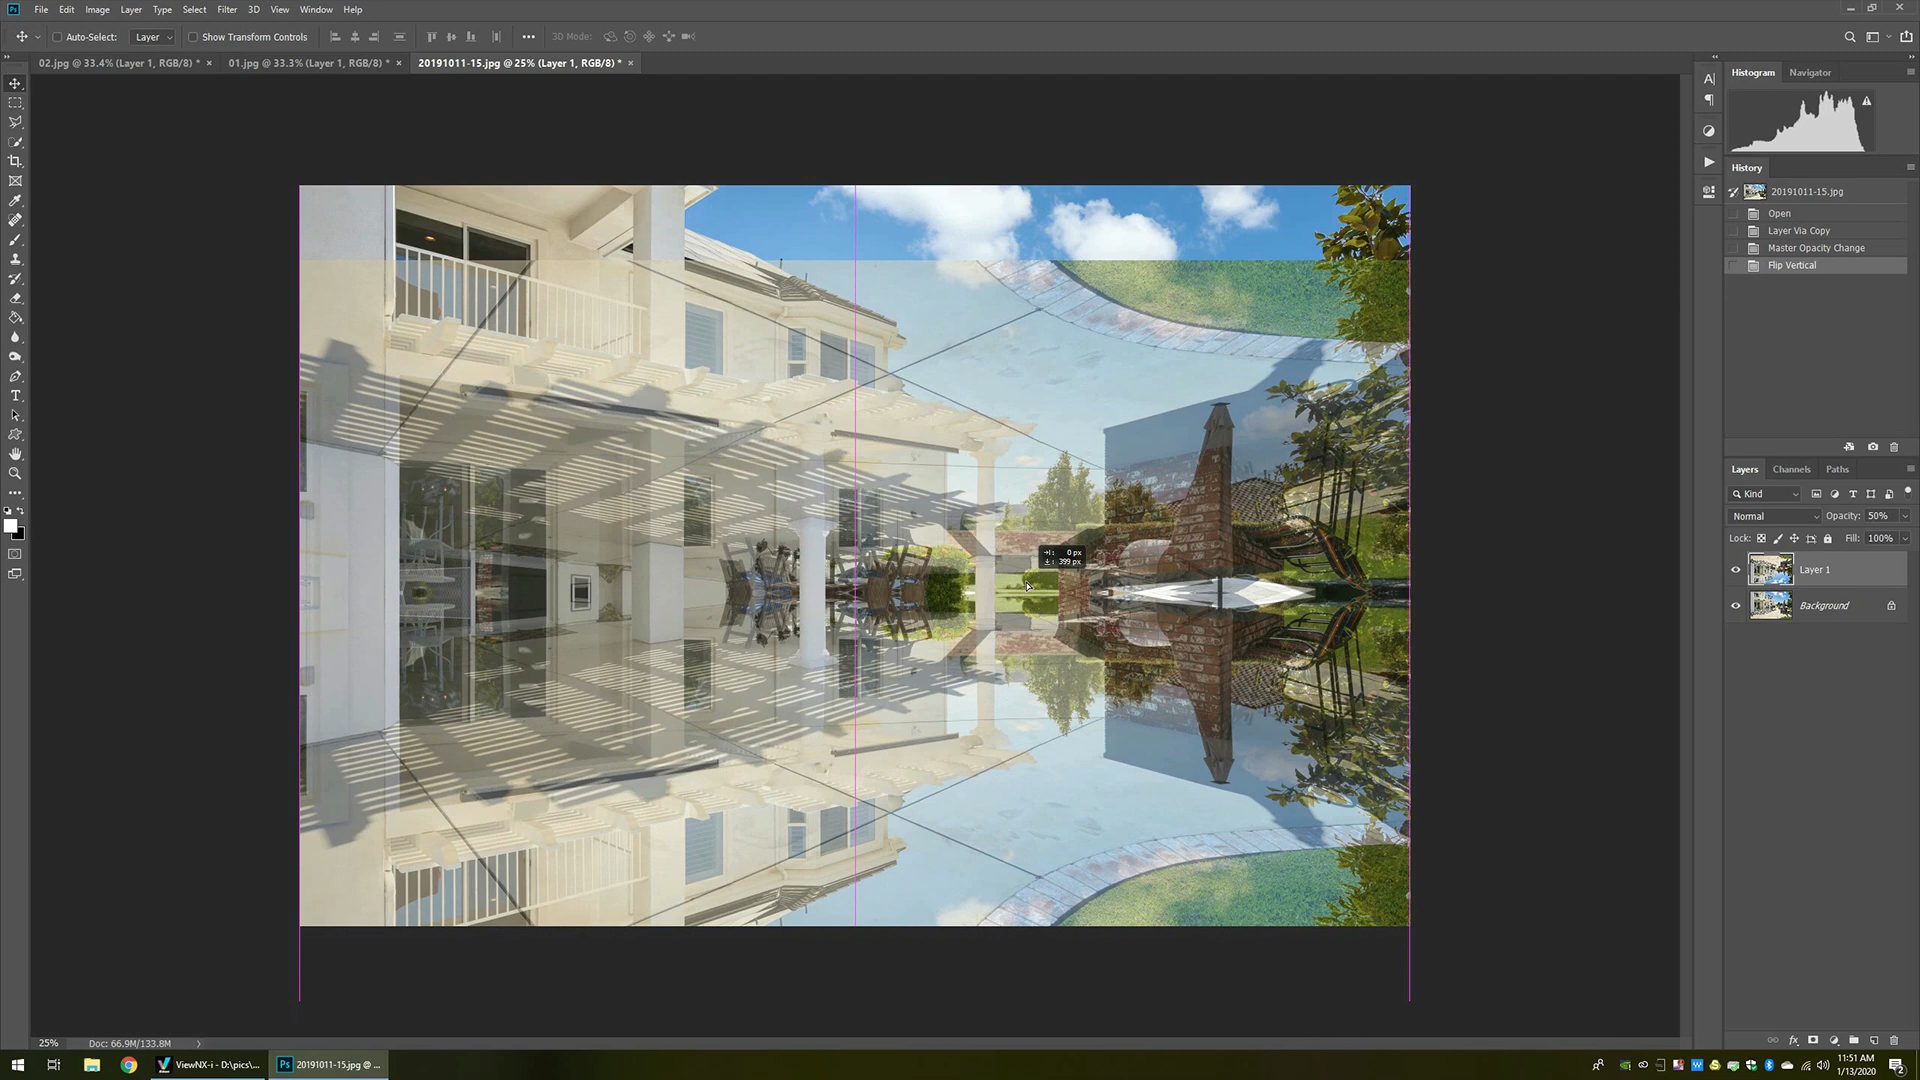 Ps File Edit Image Layer Type Select Filter 3D View Window Help
Auto-Select: Layer Show Transform Controls 3D Mode:
02.jpg @ 33.4% (Layer 1, RGB/8) * × 01.jpg @ 33.3% (Layer 1, RGB/8) * × 20191011-15.jpg @ 25% (Layer 1, RGB/8) * ×
Histogram Navigator
History
20191011-15.jpg
Open
Layer Via Copy
Master Opacity Change
Flip Vertical
Layers Channels Paths
Kind
Normal Opacity: 50%
Lock: Fill: 100%
Layer 1
Background
0 px
399 px
25% Doc: 66.9M/133.8M
ViewNX-i - D:\pics\... Ps 20191011-15.jpg @ ...
11:51 AM
1/13/2020
2